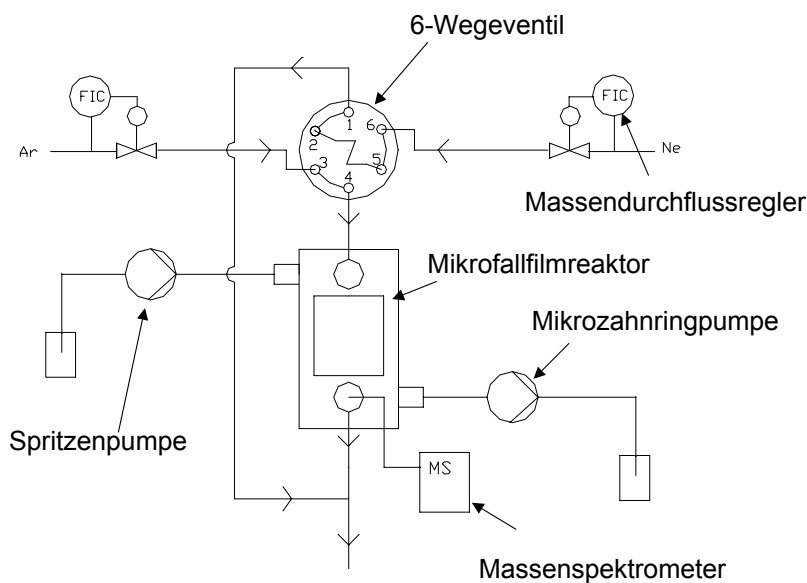 6-Wegeventil
FIC
FIC
1
2
6
3
5
4
Ar
Ne
Massendurchflussregler
Mikrofallfilmreaktor
Mikrozahnringpumpe
Spritzenpumpe
MS
Massenspektrometer